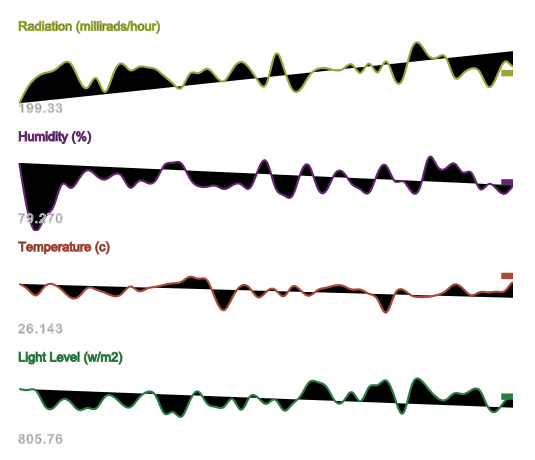 Radiation (millirads/hour)
199.33
Humidity (%)
79.270
Temperature (c)
26.143
Light Level (w/m2)
805.76